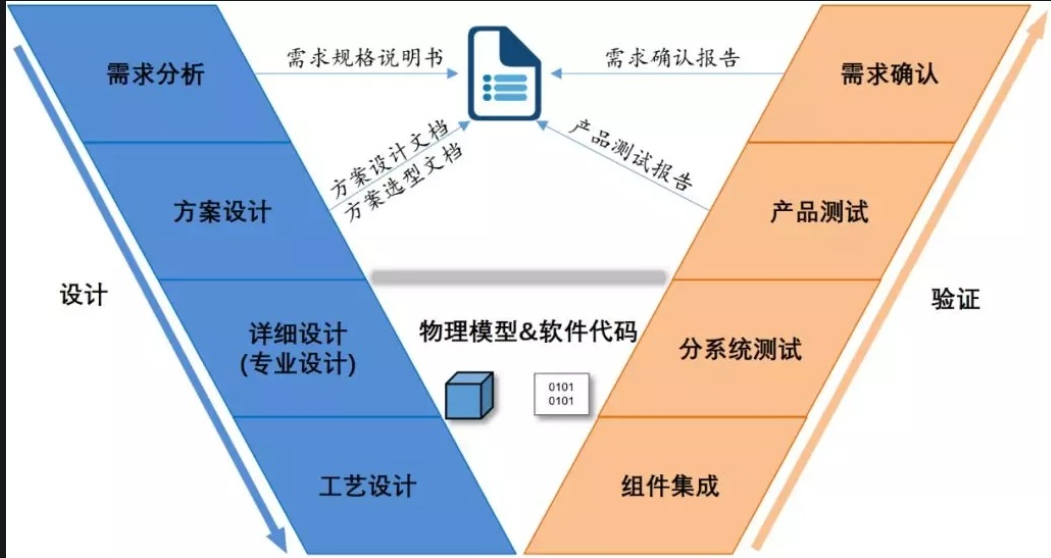 需求分析
需求规格说明书
需求确认报告
需求确认
方案设计文档
方案选型文档
产品测试报告
方案设计
产品测试
设计
验证
详细设计
(专业设计)
物理模型&软件代码
分系统测试
0101
0101
工艺设计
组件集成